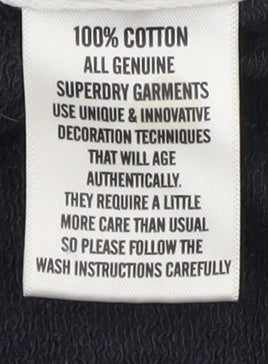 100% COTTON
ALL GENUINE
SUPERDRY GARMENTS
USE UNIQUE & INNOVATIVE
DECORATION TECHNIQUES
THAT WILL AGE
AUTHENTICALLY.
THEY REQUIRE A LITTLE
MORE CARE THAN USUAL
SO PLEASE FOLLOW THE
WASH INSTRUCTIONS CAREFULLY